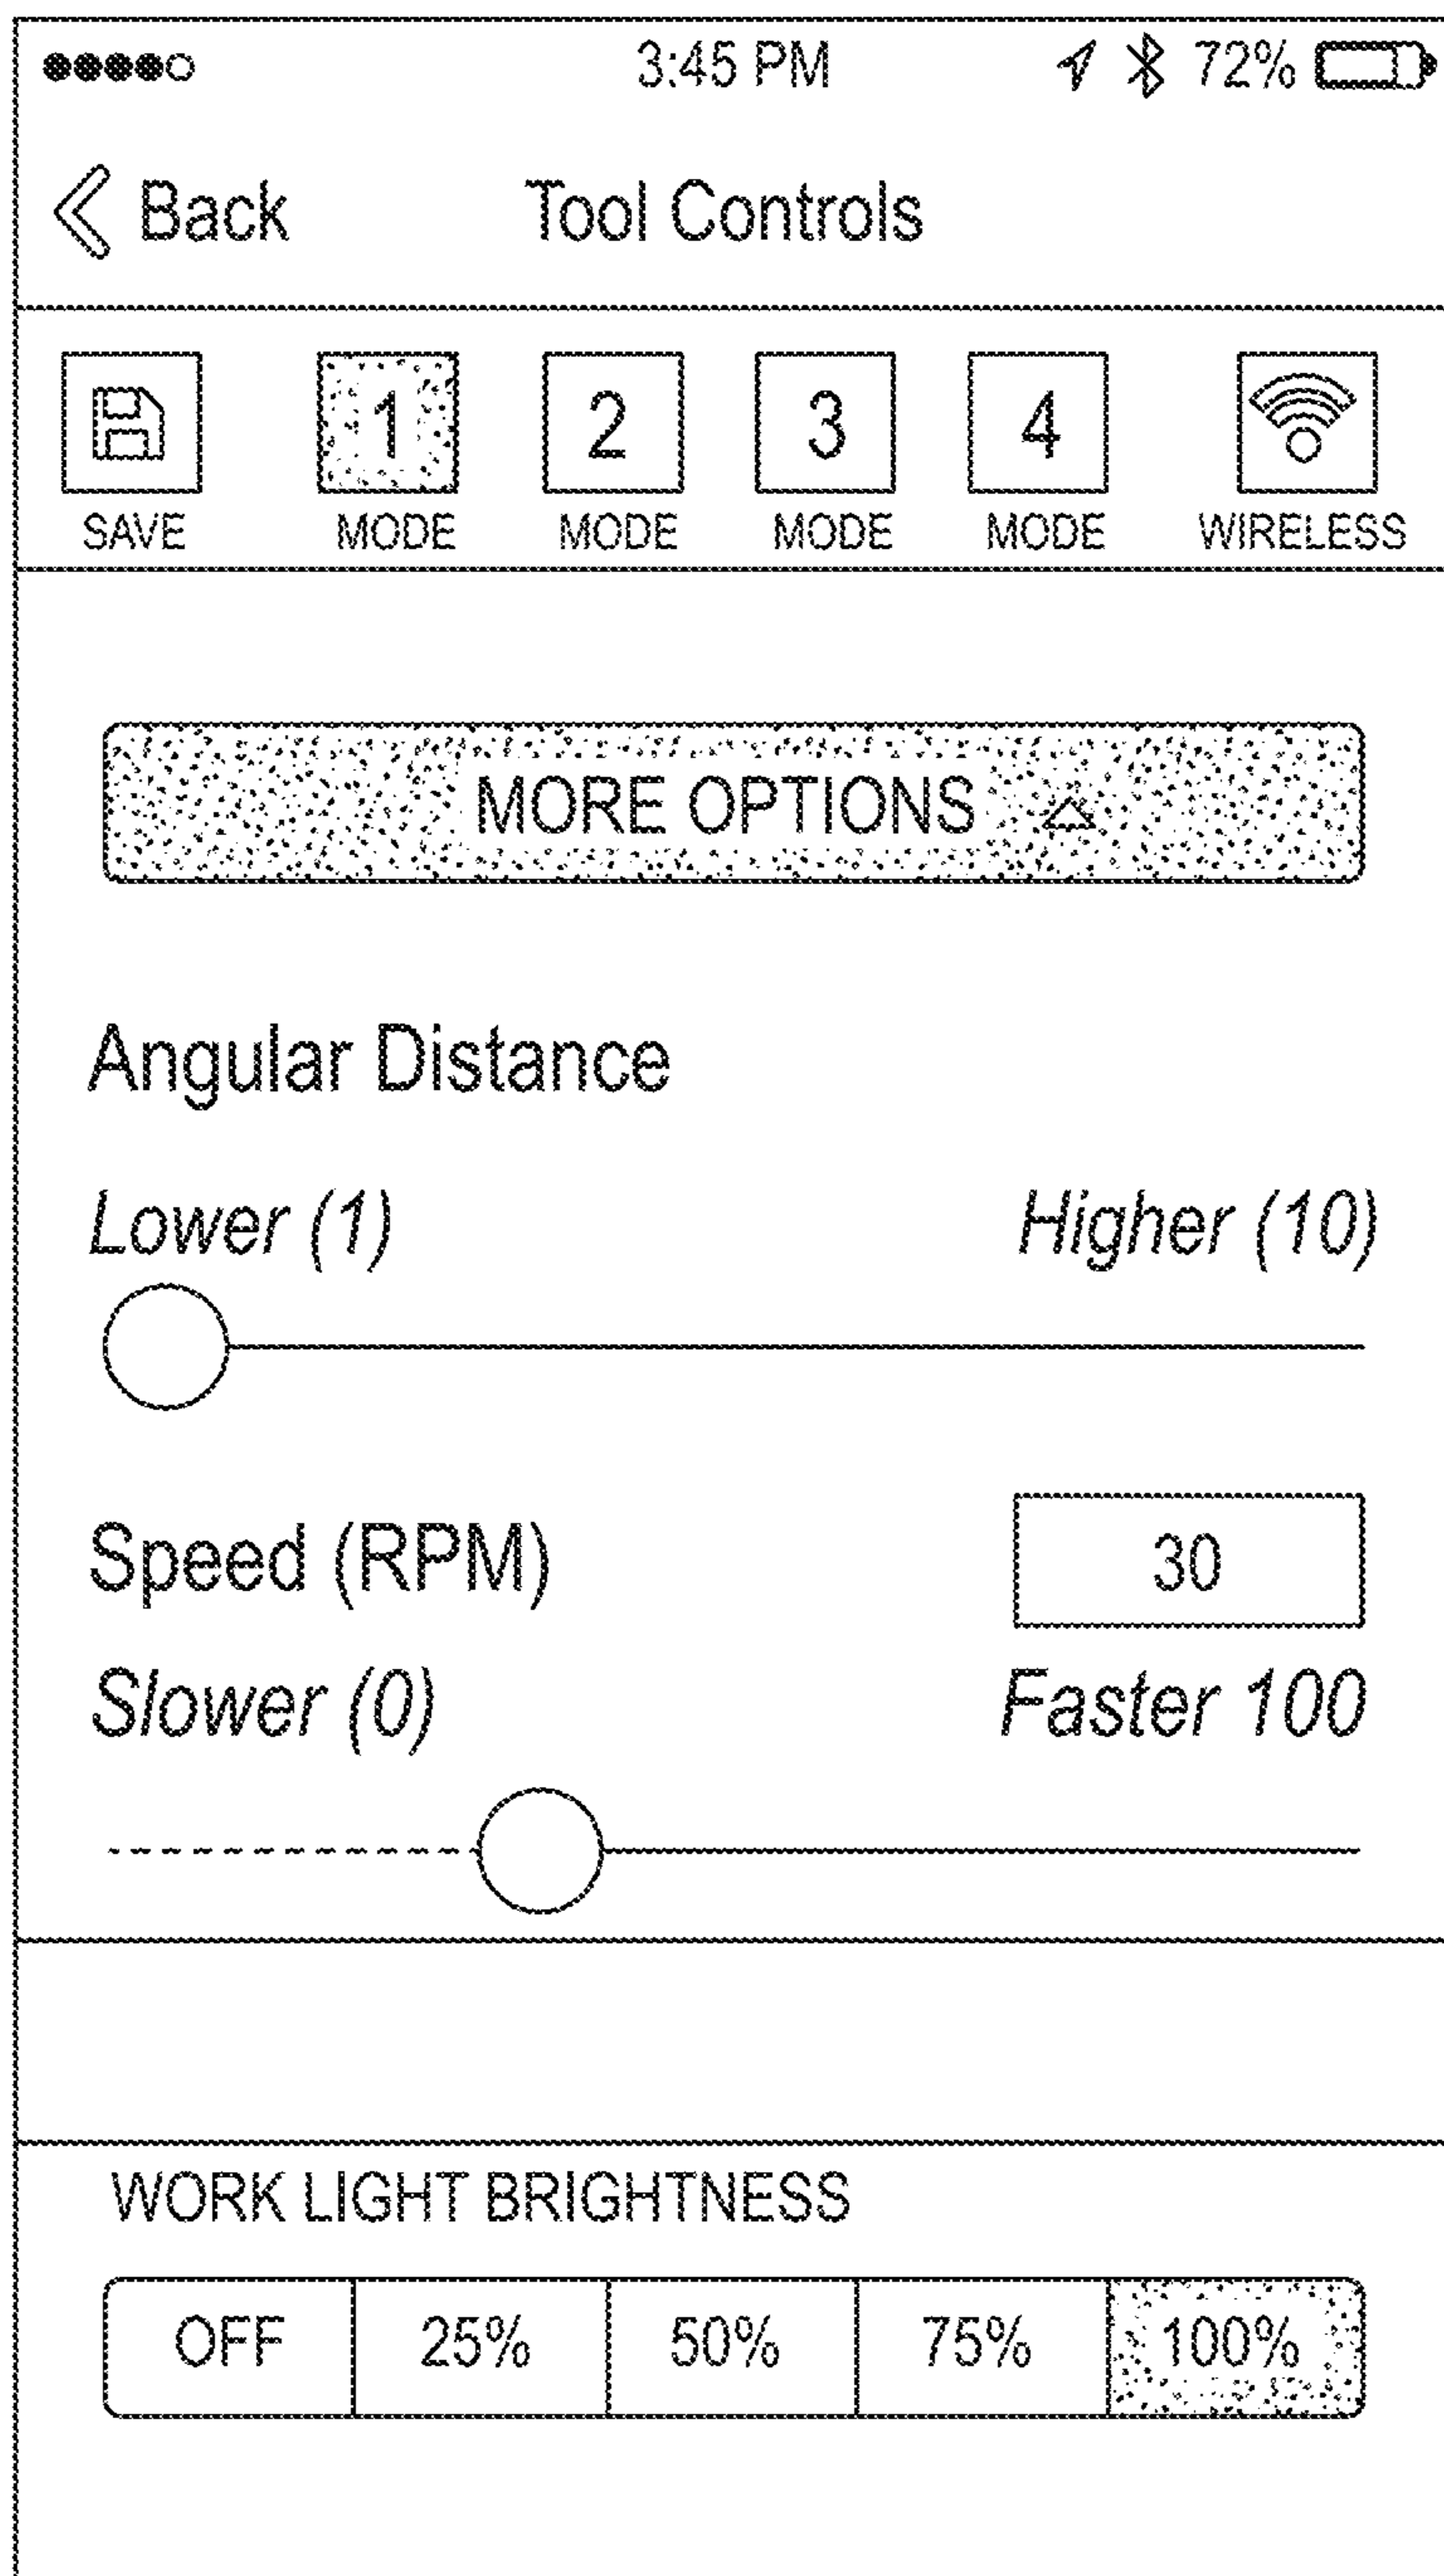 3:45 PM 72%
Back Tool Controls
1 2 3 4
SAVE MODE MODE MODE MODE WIRELESS
MORE OPTIONS
Angular Distance
Lower (1) Higher (10)
Speed (RPM) 30
Slower (0) Faster 100
WORK LIGHT BRIGHTNESS
OFF 25% 50% 75% 100%